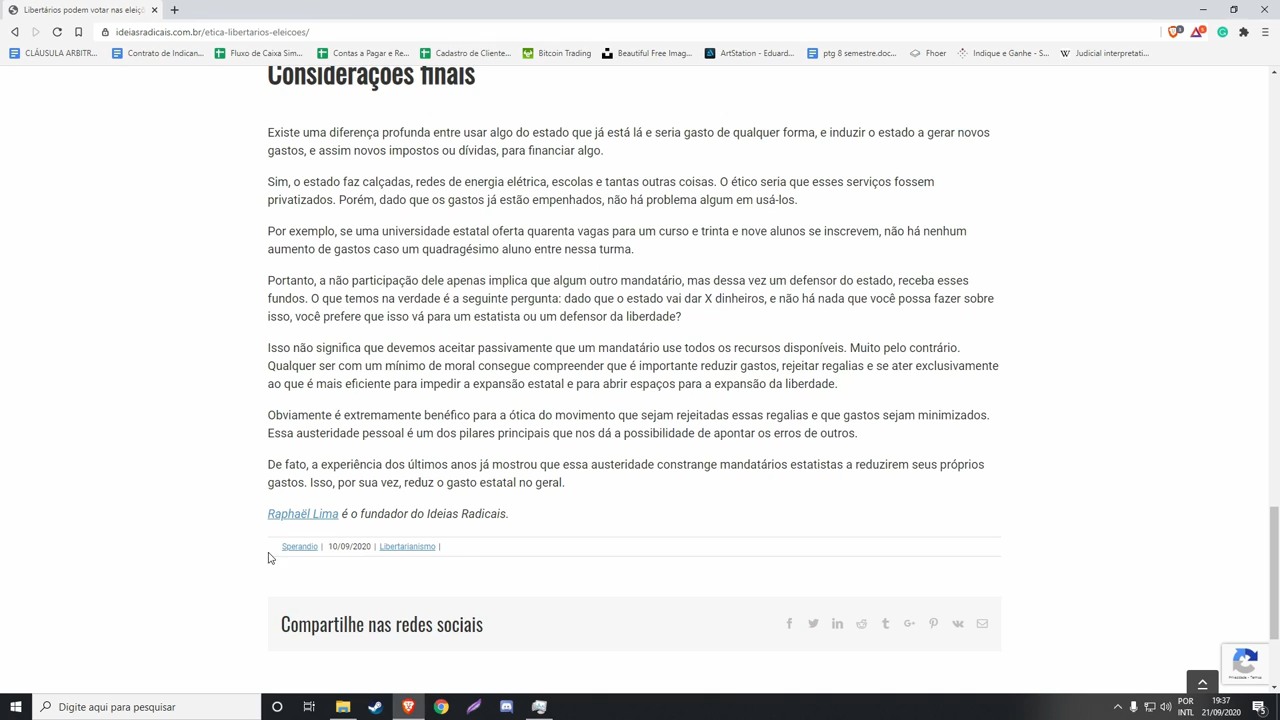 Libertários podem votar nas eleiçõ
ideiasradicais.com.br/etica-libertarios-eleicoes/
CLÁUSULA ARBITR...
Contrato de Indican...
Fluxo de Caixa Sim...
Contas a Pagar e Re...
Cadastro de Cliente...
Bitcoin Trading
Beautiful Free Imag...
ArtStation - Eduard...
ptg 8 semestre.doc...
Fhoer
Indique e Ganhe - S...
Judicial interpretati...
Considerações finais
Existe uma diferença profunda entre usar algo do estado que já está lá e seria gasto de qualquer forma, e induzir o estado a gerar novos
gastos, e assim novos impostos ou dívidas, para financiar algo.
Sim, o estado faz calçadas, redes de energia elétrica, escolas e tantas outras coisas. O ético seria que esses serviços fossem
privatizados. Porém, dado que os gastos já estão empenhados, não há problema algum em usá-los.
Por exemplo, se uma universidade estatal oferta quarenta vagas para um curso e trinta e nove alunos se inscrevem, não há nenhum
aumento de gastos caso um quadragésimo aluno entre nessa turma.
Portanto, a não participação dele apenas implica que algum outro mandatário, mas dessa vez um defensor do estado, receba esses
fundos. O que temos na verdade é a seguinte pergunta: dado que o estado vai dar X dinheiros, e não há nada que você possa fazer sobre
isso, você prefere que isso vá para um estatista ou um defensor da liberdade?
Isso não significa que devemos aceitar passivamente que um mandatário use todos os recursos disponíveis. Muito pelo contrário.
Qualquer ser com um mínimo de moral consegue compreender que é importante reduzir gastos, rejeitar regalias e se ater exclusivamente
ao que é mais eficiente para impedir a expansão estatal e para abrir espaços para a expansão da liberdade.
Obviamente é extremamente benéfico para a ótica do movimento que sejam rejeitadas essas regalias e que gastos sejam minimizados.
Essa austeridade pessoal é um dos pilares principais que nos dá a possibilidade de apontar os erros de outros.
De fato, a experiência dos últimos anos já mostrou que essa austeridade constrange mandatários estatistas a reduzirem seus próprios
gastos. Isso, por sua vez, reduz o gasto estatal no geral.
Raphaël Lima é o fundador do Ideias Radicais.
Sperandio | 10/09/2020 | Libertarianismo |
Compartilhe nas redes sociais
Privacidade - Termos
Digite aqui para pesquisar
POR
INTL
19:37
21/09/2020